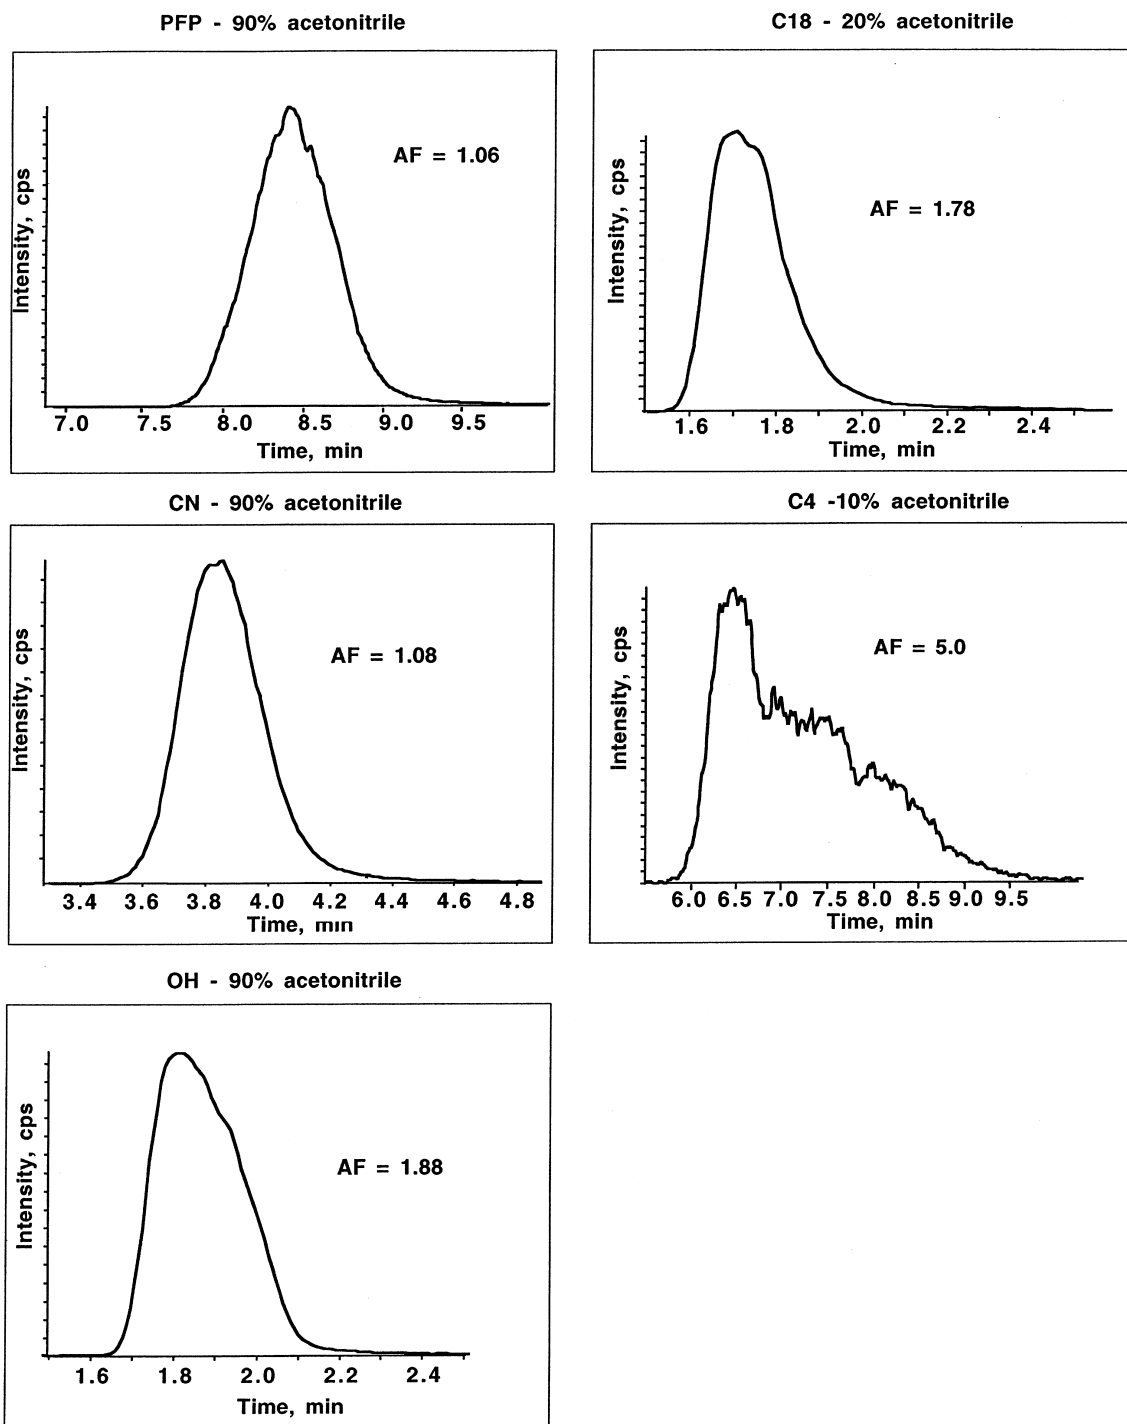 PFP - 90% acetonitrile
Intensity, cps
AF = 1.06
7.0 7.5 8.0 8.5 9.0 9.5
Time, min
C18 - 20% acetonitrile
Intensity, cps
AF = 1.78
1.6 1.8 2.0 2.2 2.4
Time, min
CN - 90% acetonitrile
Intensity, cps
AF = 1.08
3.4 3.6 3.8 4.0 4.2 4.4 4.6 4.8
Time, min
C4 -10% acetonitrile
Intensity, cps
AF = 5.0
6.0 6.5 7.0 7.5 8.0 8.5 9.0 9.5
Time, min
OH - 90% acetonitrile
Intensity, cps
AF = 1.88
1.6 1.8 2.0 2.2 2.4
Time, min